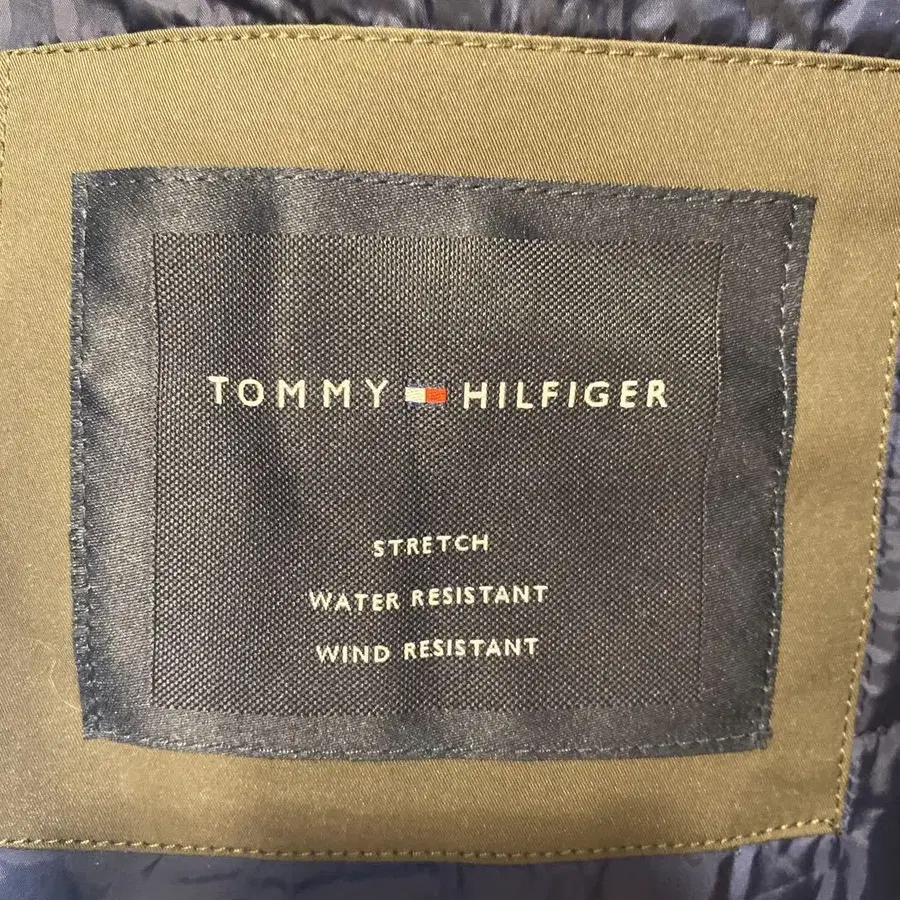 TOMMY HILFIGER
STRETCH
WATER RESISTANT
WIND RESISTANT